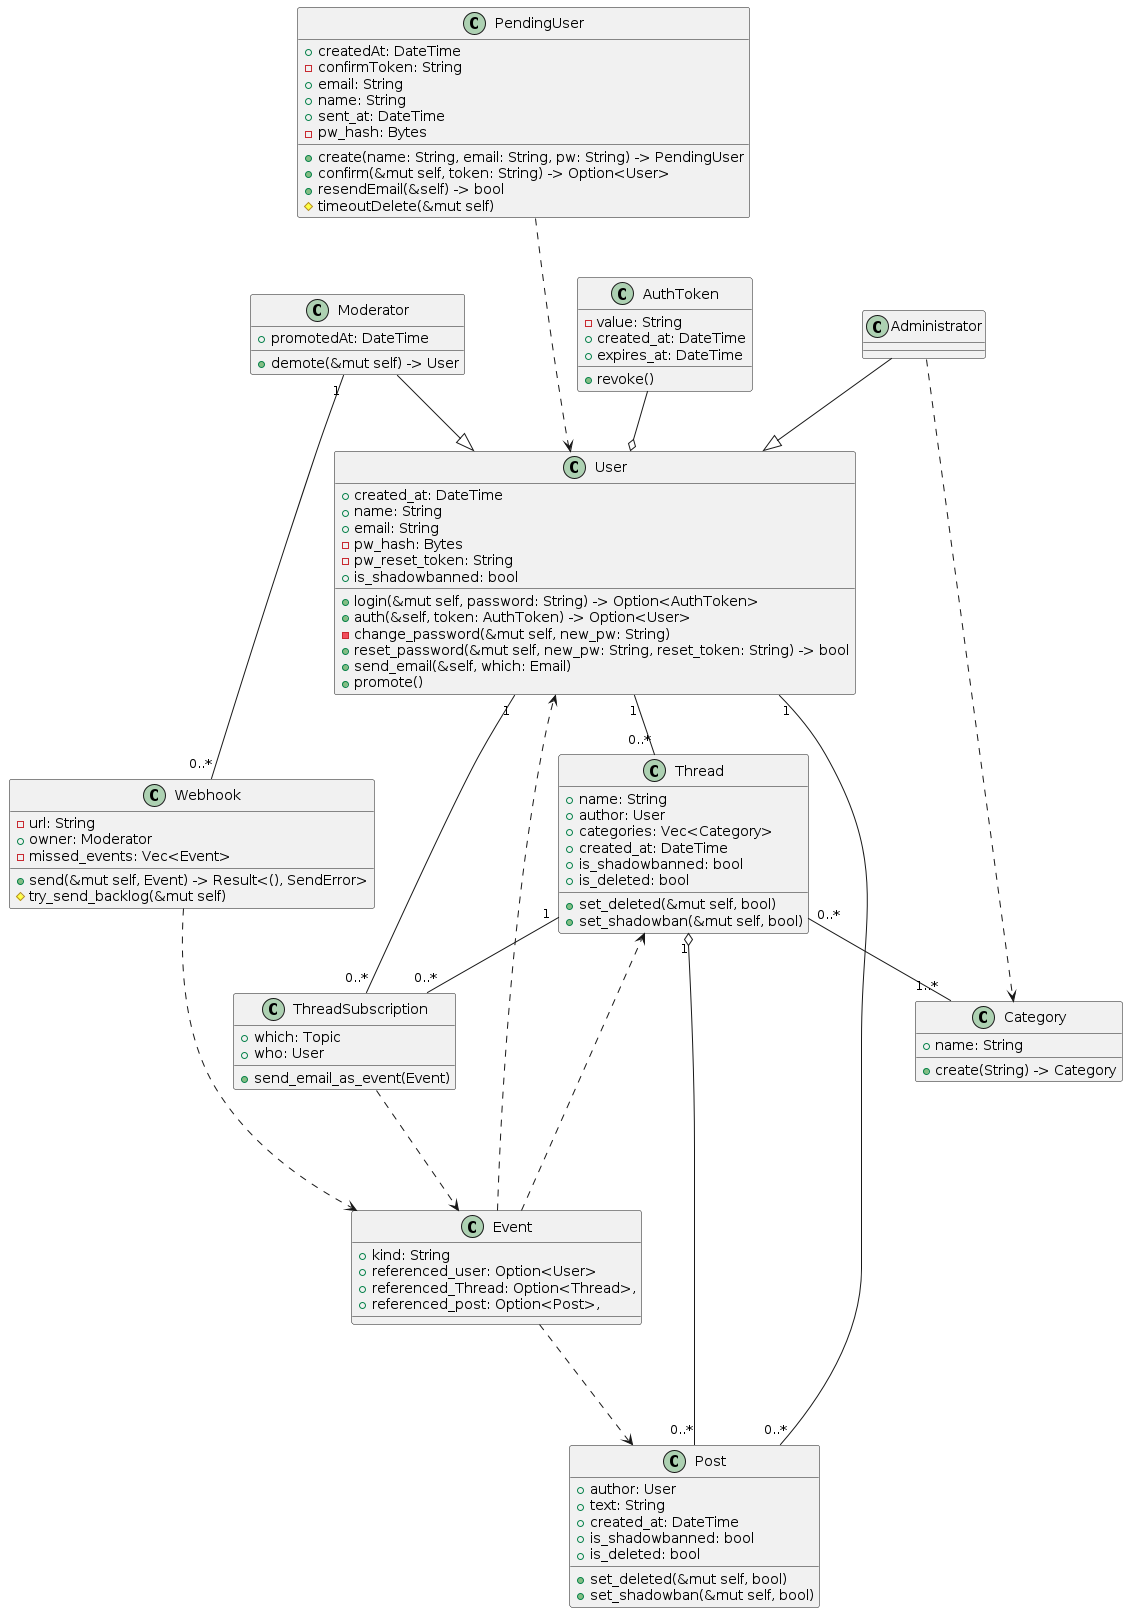 C PendingUser
createdAt: DateTime
confirmToken: String
email: String
name: String
sent_at: DateTime
pw_hash: Bytes
create(name: String, email: String, pw: String) -> PendingUser
confirm(&mut self, token: String) -> Option<User>
resendEmail(&self) -> bool
timeoutDelete(&mut self)
C Moderator
promotedAt: DateTime
demote(&mut self) -> User
C AuthToken
value: String
created_at: DateTime
expires_at: DateTime
revoke()
C Administrator
1
C User
created_at: DateTime
name: String
email: String
pw_hash: Bytes
pw_reset_token: String
is_shadowbanned: bool
login(&mut self, password: String) -> Option<AuthToken>
auth(&self, token: AuthToken) -> Option<User>
change_password(&mut self, new_pw: String)
reset_password(&mut self, new_pw: String, reset_token: String) -> bool
send_email(&self, which: Email)
promote()
1
1
1
0..*
0..*
C Webhook
url: String
owner: Moderator
missed_events: Vec<Event>
send(&mut self, Event) -> Result<(), SendError>
try_send_backlog(&mut self)
C Thread
name: String
author: User
categories: Vec<Category>
created_at: DateTime
is_shadowbanned: bool
is_deleted: bool
set_deleted(&mut self, bool)
set_shadowban(&mut self, bool)
1
0..*
1
0..*
0..*
1..*
C ThreadSubscription
which: Topic
who: User
send_email_as_event(Event)
C Category
name: String
create(String) -> Category
C Event
kind: String
referenced_user: Option<User>
referenced_Thread: Option<Thread>,
referenced_post: Option<Post>,
0..*
0..*
C Post
author: User
text: String
created_at: DateTime
is_shadowbanned: bool
is_deleted: bool
set_deleted(&mut self, bool)
set_shadowban(&mut self, bool)